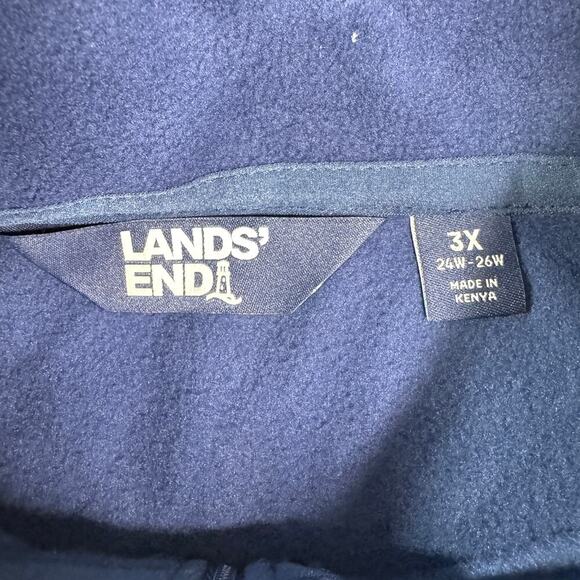 LANDS'
END
3X
24W-26W
MADE IN
KENYA